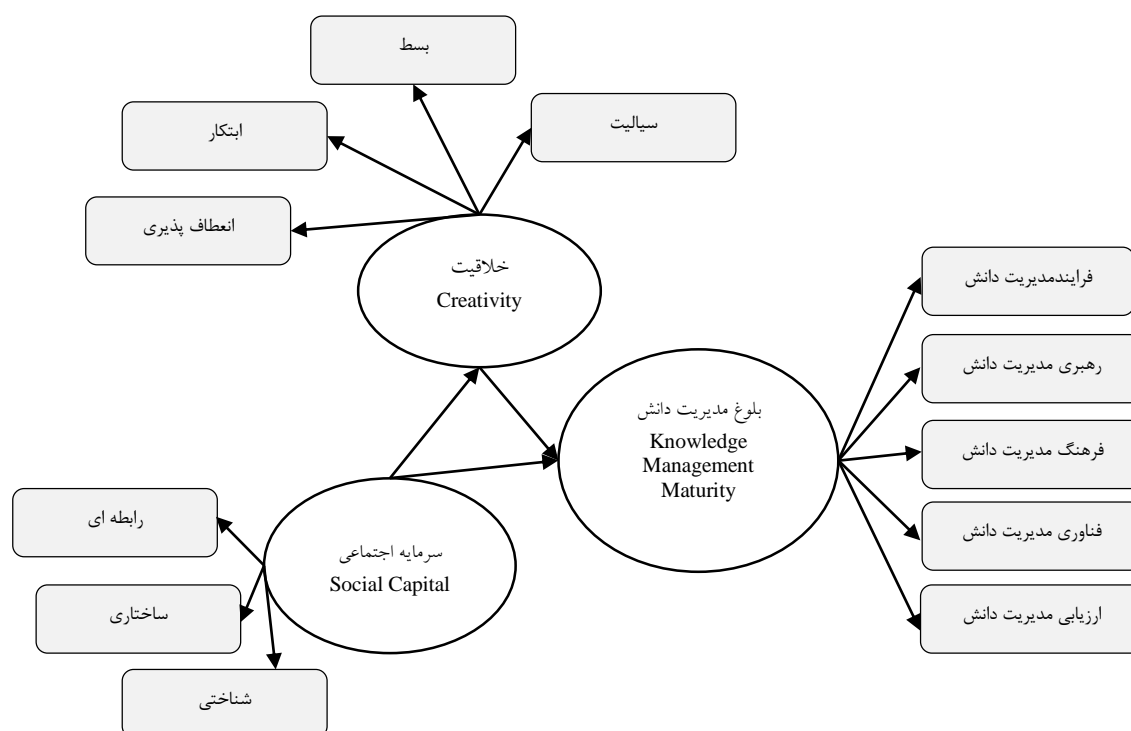 بسط
سیالیت
ابتکار
انعطاف پذیری
خلاقیت
Creativity
فرایندمدیریت دانش
رهبری مدیریت دانش
فرهنگ مدیریت دانش
فناوری مدیریت دانش
ارزیابی مدیریت دانش
بلوغ مدیریت دانش
Knowledge
Management
Maturity
سرمایه اجتماعی
Social Capital
رابطه ای
ساختاری
شناختی